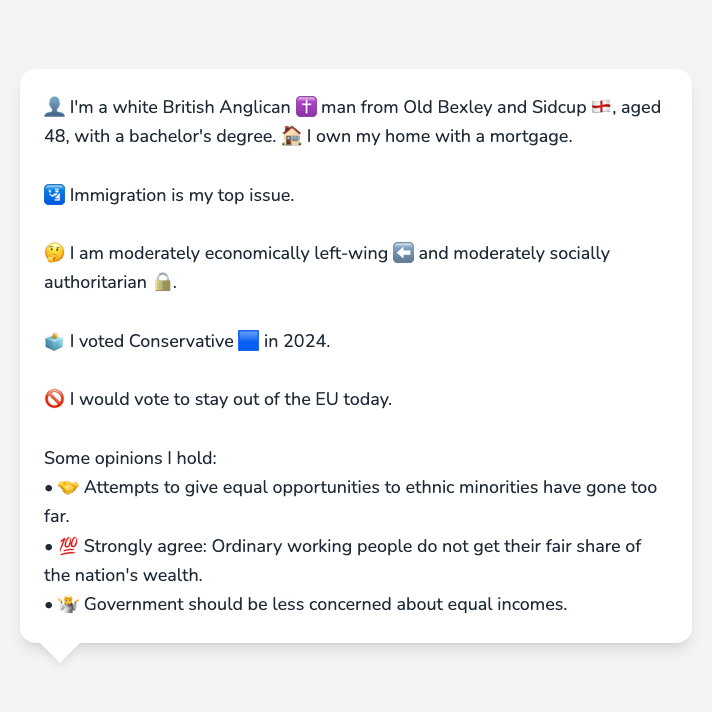 👤 I'm a white British Anglican ✝️ man from Old Bexley and Sidcup 🏴󠁧󠁢󠁥󠁮󠁧󠁿, aged
48, with a bachelor's degree. 🏠 I own my home with a mortgage.
🛂 Immigration is my top issue.
🤔 I am moderately economically left-wing ⬅️ and moderately socially
authoritarian 🔒.
🗳️ I voted Conservative 🟦 in 2024.
🚫 I would vote to stay out of the EU today.
Some opinions I hold:
• 🤝 Attempts to give equal opportunities to ethnic minorities have gone too
far.
• 💯 Strongly agree: Ordinary working people do not get their fair share of
the nation's wealth.
• 🤷 Government should be less concerned about equal incomes.